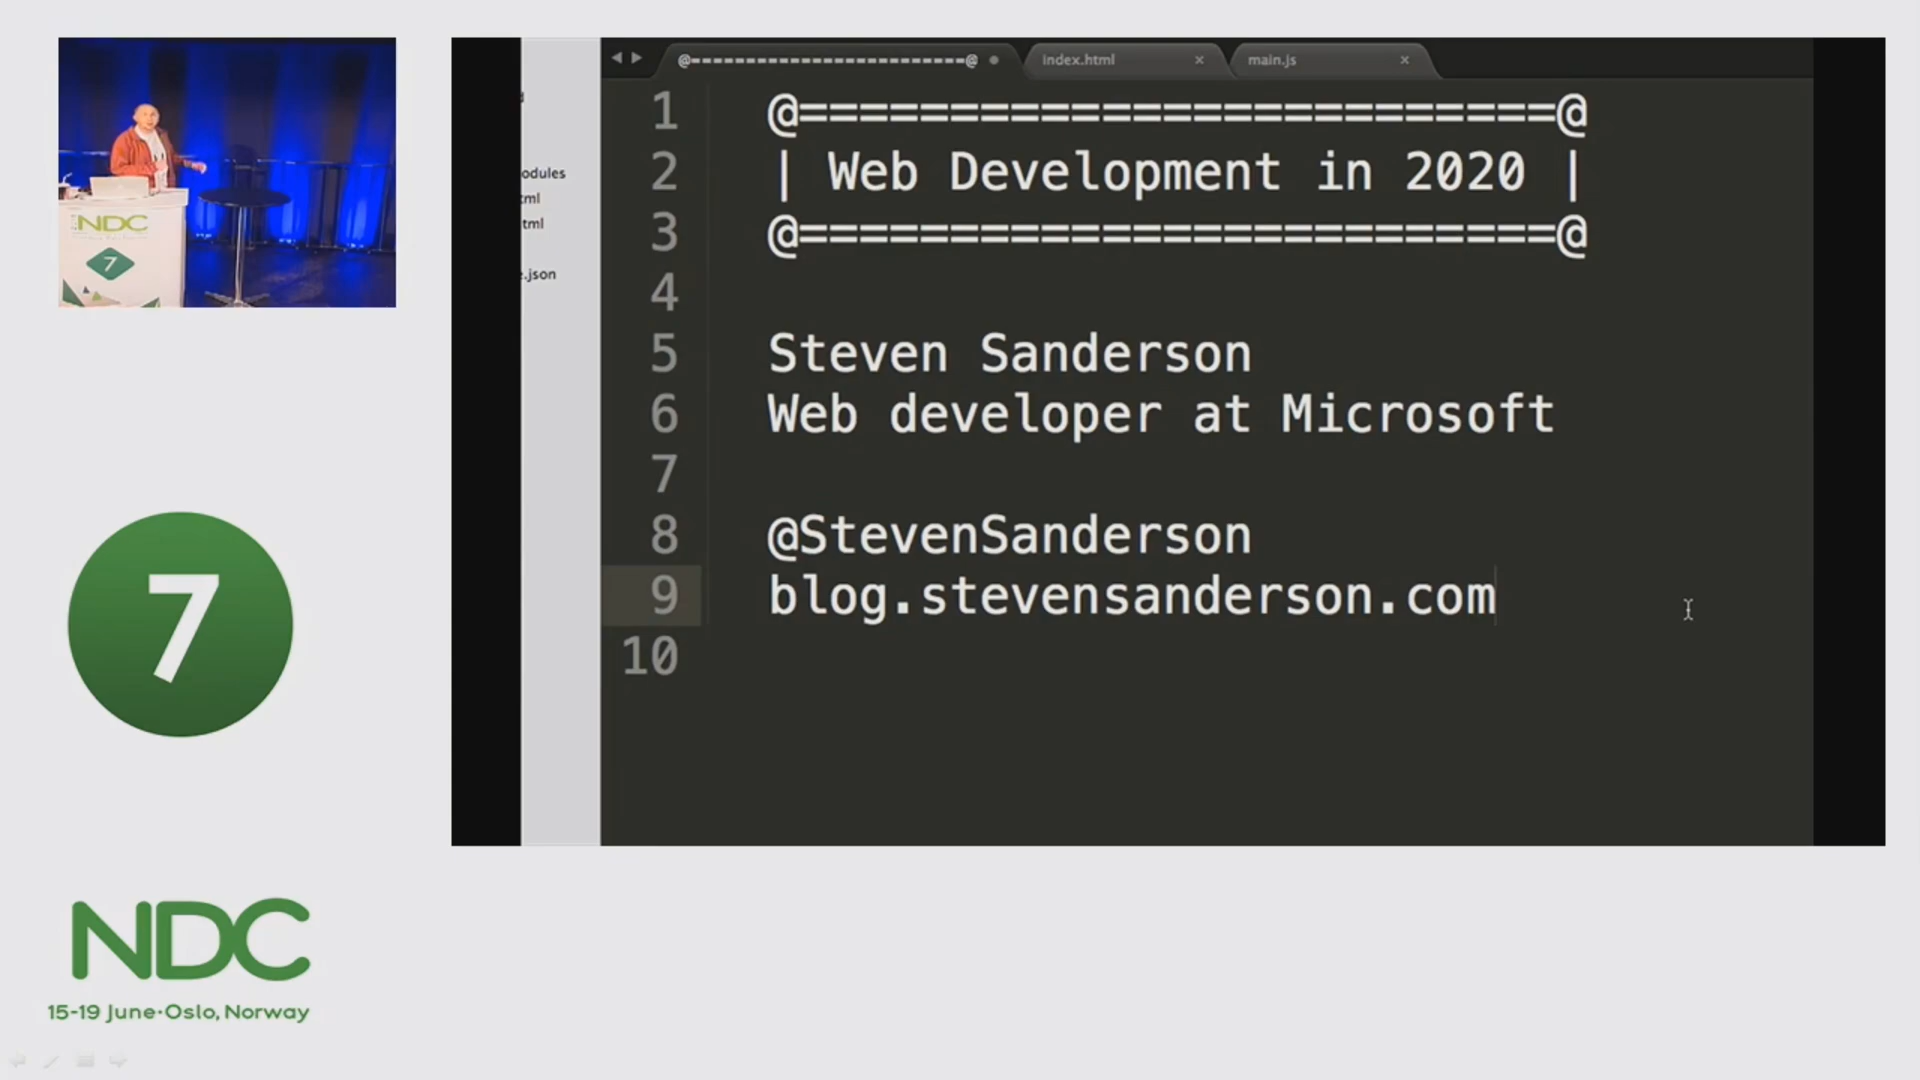 @=========================@
index.html
main.js
1 @=========================@
2 | Web Development in 2020 |
3 @=========================@
4
5 Steven Sanderson
6 Web developer at Microsoft
7
8 @StevenSanderson
9 blog.stevensanderson.com
10
odules
tml
tml
e.json
NDC
7
7
NDC
15-19 June·Oslo, Norway